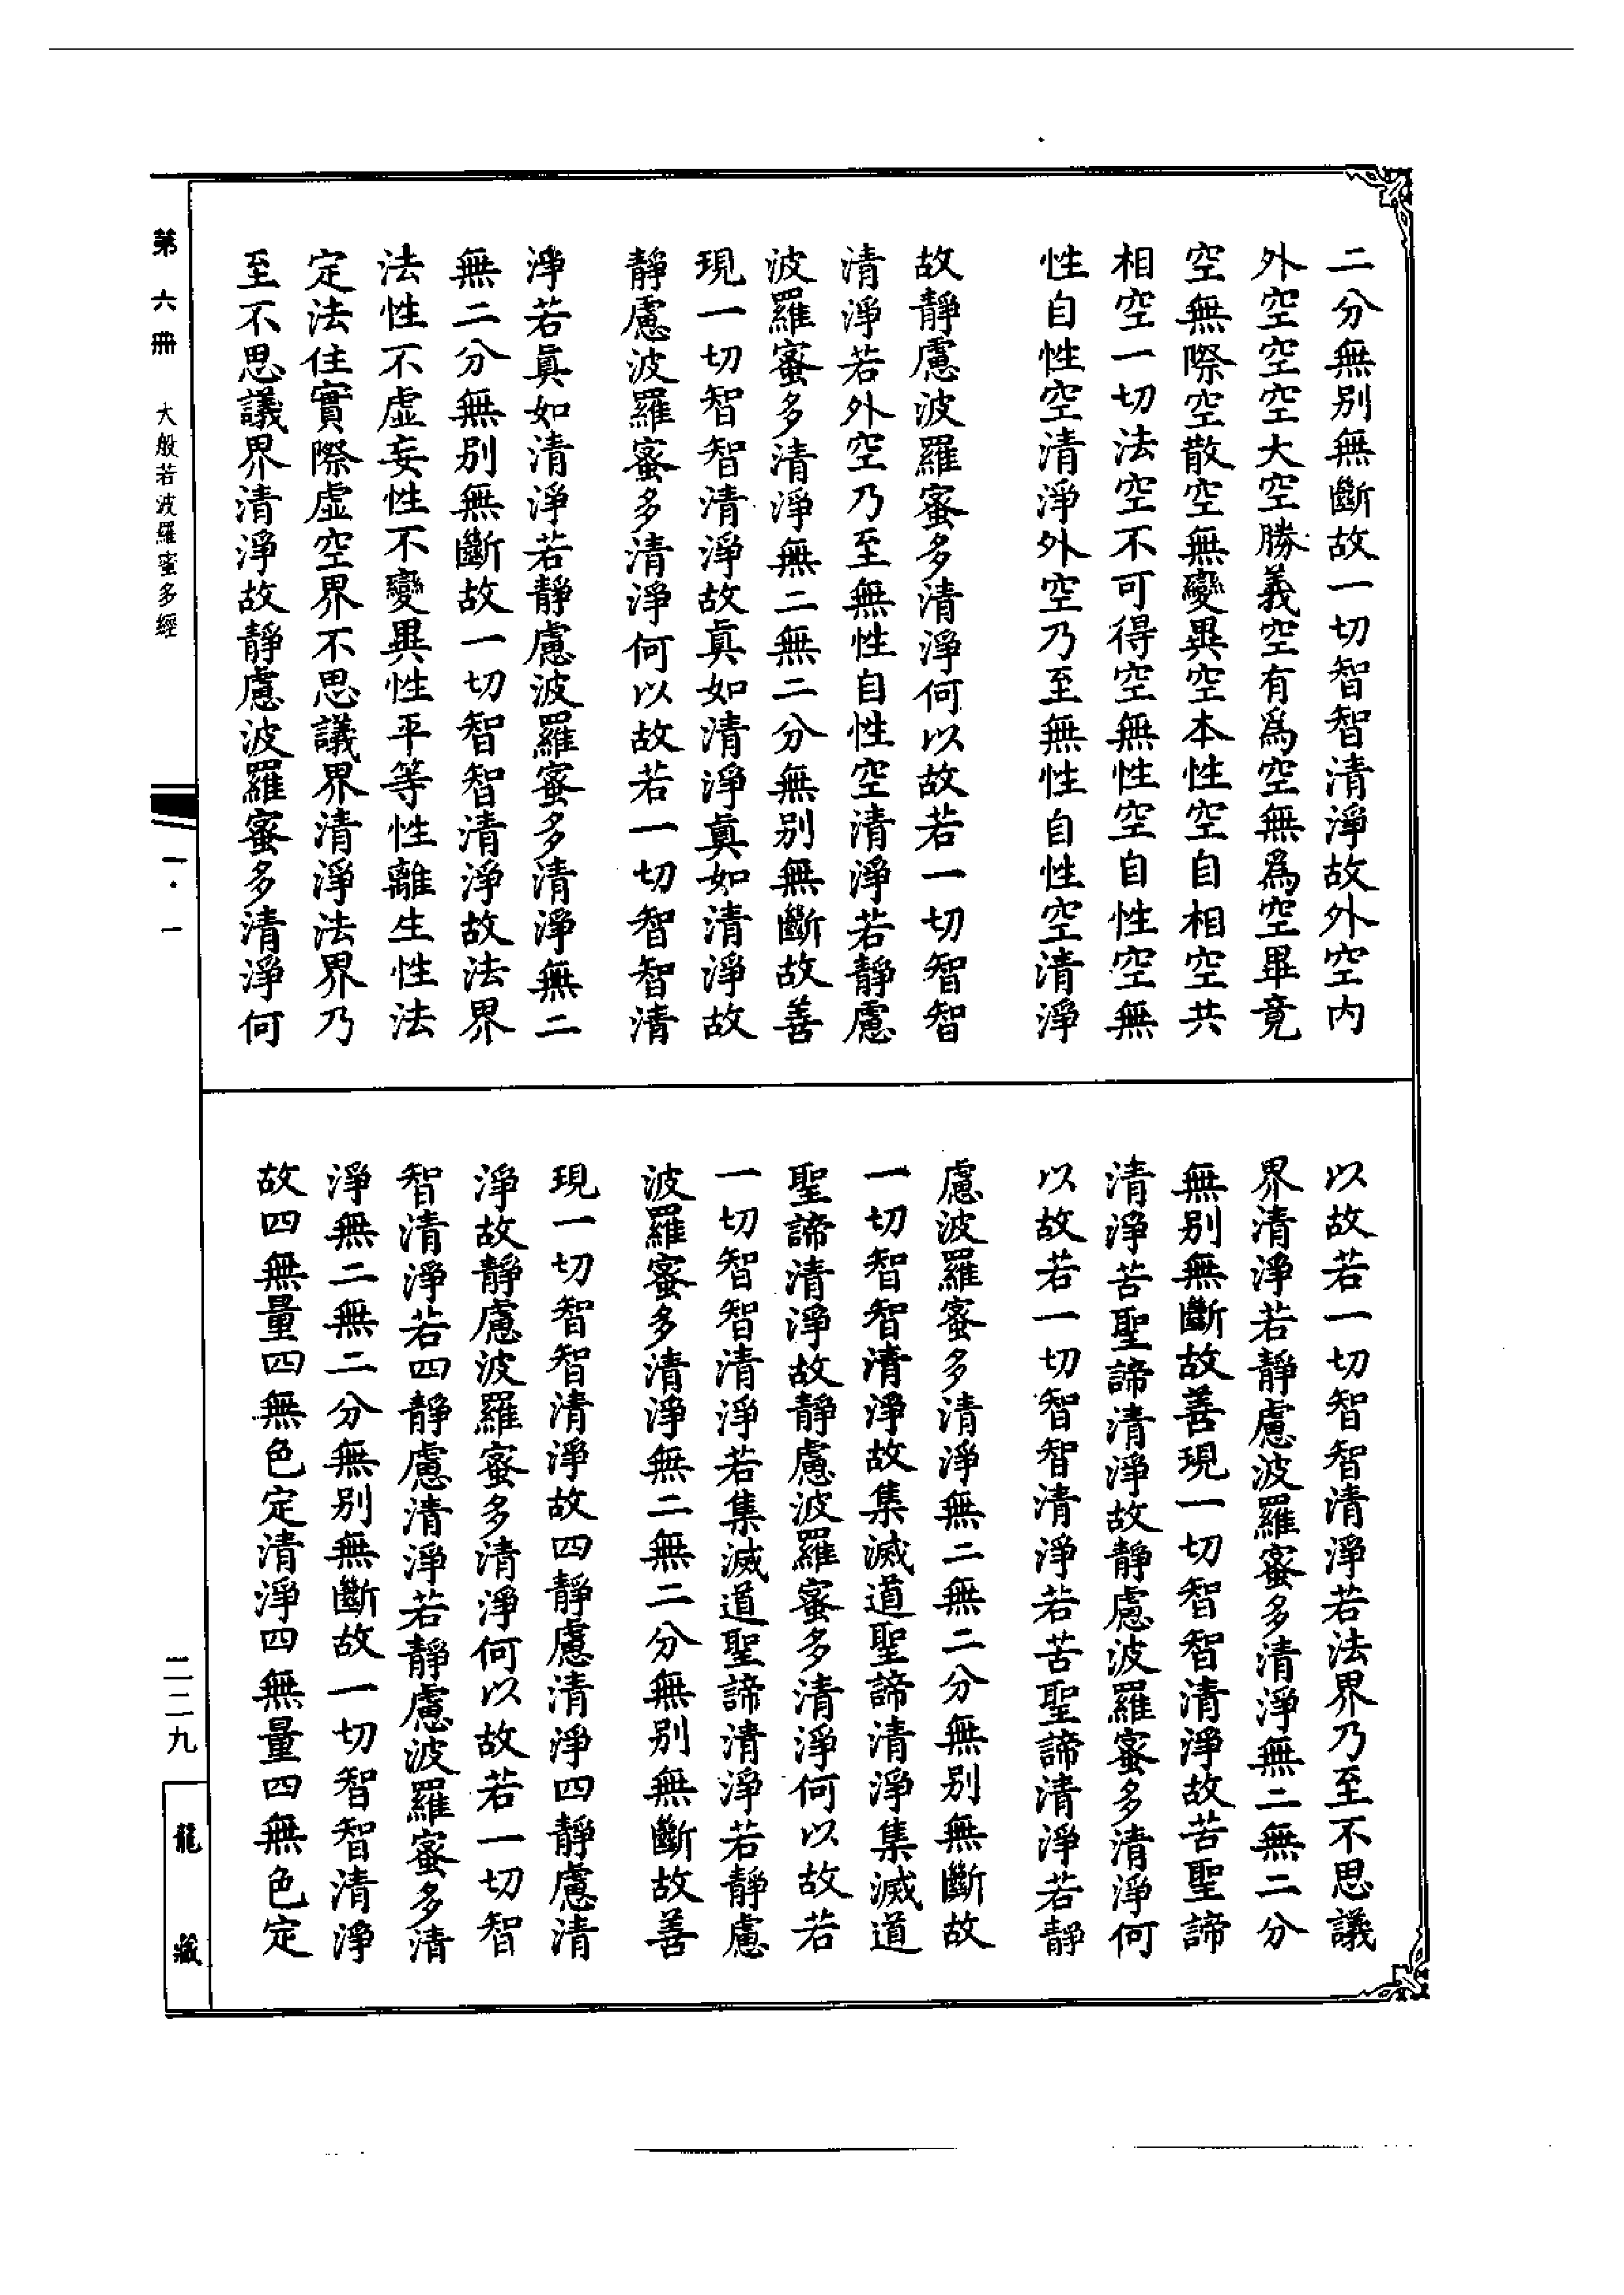 二分無别無斷故一切智智清淨故外空内
外空空空大空勝義空有爲空無爲空畢竟
空無際空散空無變異空本性空自相空共
相空一切法空不可得空無性空自性空無
性自性空清淨外空乃至無性自性空清淨
故靜慮波羅蜜多清淨何以故若一切智智
清淨若外空乃至無性自性空清淨若靜慮
波羅蜜多清淨無二無二分無别無斷故善
現一切智智清淨故真如清淨真如清淨故
靜慮波羅蜜多清淨何以故若一切智智清
淨若真如清淨若靜慮波羅蜜多清淨無二
無二分無别無斷故一切智智清淨故法界
法性不虛妄性不變異性平等性離生性法
定法住實際虛空界不思議界清淨法界乃
至不思議界清淨故靜慮波羅蜜多清淨何
以故若一切智智清淨若法界乃至不思議
界清淨若靜慮波羅蜜多清淨無二無二分
無别無斷故善現一切智智清淨故苦聖諦
清淨苦聖諦清淨故靜慮波羅蜜多清淨何
以故若一切智智清淨若苦聖諦清淨若靜
慮波羅蜜多清淨無二無二分無别無斷故
一切智智清淨故集滅道聖諦清淨集滅道
聖諦清淨故靜慮波羅蜜多清淨何以故若
一切智智清淨若集滅道聖諦清淨若靜慮
波羅蜜多清淨無二無二分無别無斷故善
現一切智智清淨故四靜慮清淨四靜慮清
淨故靜慮波羅蜜多清淨何以故若一切智
智清淨若四靜慮清淨若靜慮波羅蜜多清
淨無二無二分無别無斷故一切智智清淨
故四無量四無色定清淨四無量四無色定
第六冊 大般若波羅蜜多經
一·一
二二九
龍藏